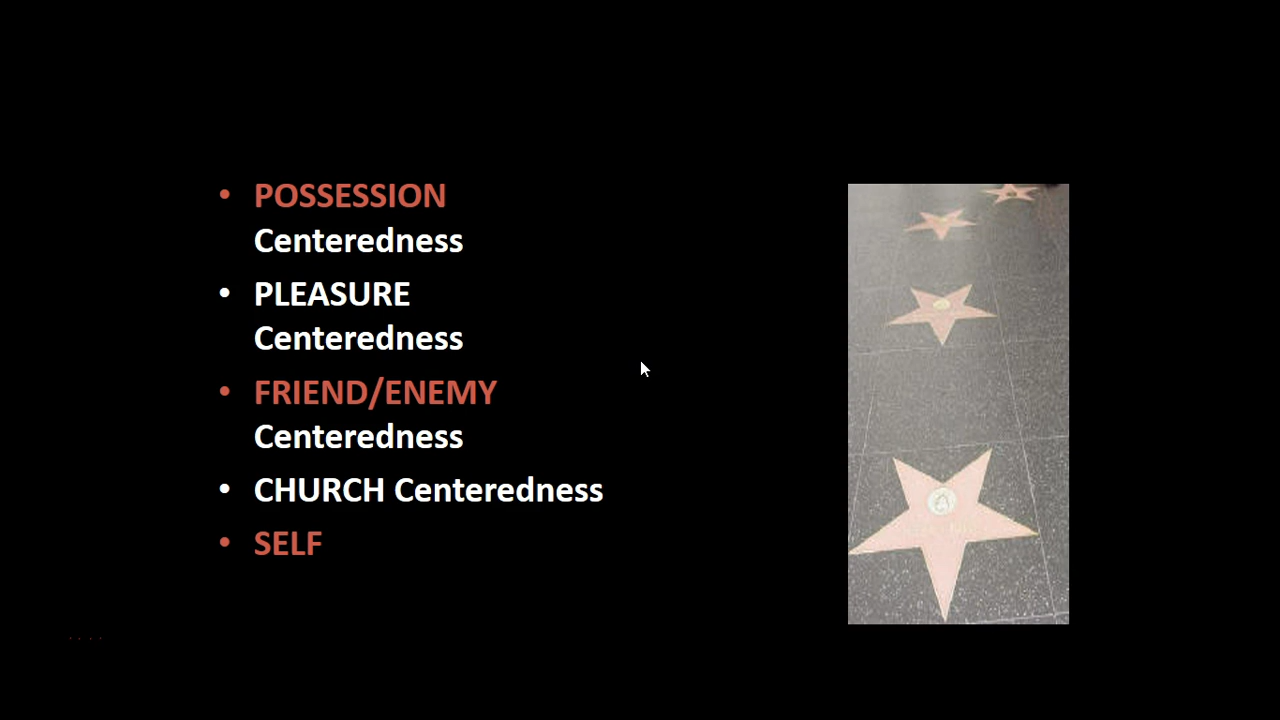 • POSSESSION
Centeredness
• PLEASURE
Centeredness
• FRIEND/ENEMY
Centeredness
• CHURCH Centeredness
• SELF